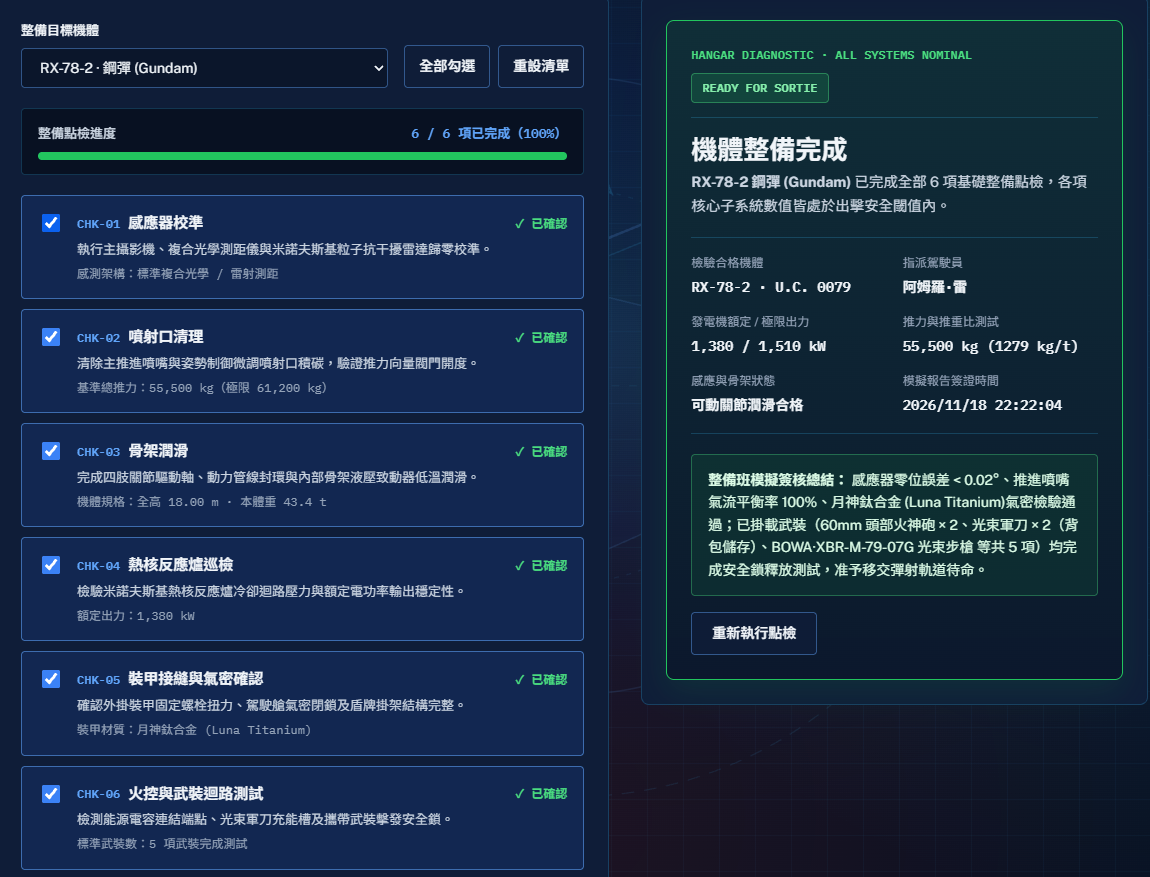 整備目標機體
RX-78-2 · 鋼彈 (Gundam)
全部勾選
重設清單
整備點檢進度
6 / 6 項已完成 (100%)
CHK-01 感應器校準
✓ 已確認
執行主攝影機、複合光學測距儀與米諾夫斯基粒子抗干擾雷達歸零校準。
感測架構：標準複合光學 / 雷射測距
CHK-02 噴射口清理
✓ 已確認
清除主推進噴嘴與姿勢制御微調噴射口積碳，驗證推力向量閥門開度。
基準總推力：55,500 kg (極限 61,200 kg)
CHK-03 骨架潤滑
✓ 已確認
完成四肢關節驅動軸、動力管線封環與內部骨架液壓致動器低溫潤滑。
機體規格：全高 18.00 m · 本體重 43.4 t
CHK-04 熱核反應爐巡檢
✓ 已確認
檢驗米諾夫斯基熱核反應爐冷卻迴路壓力與額定電功率輸出穩定性。
額定出力：1,380 kW
CHK-05 裝甲接縫與氣密確認
✓ 已確認
確認外掛裝甲固定螺栓扭力、駕駛艙氣密閉鎖及盾牌掛架結構完整。
裝甲材質：月神鈦合金 (Luna Titanium)
CHK-06 火控與武裝迴路測試
✓ 已確認
檢測能源電容連結端點、光束軍刀充能槽及攜帶武裝擊發安全鎖。
標準武裝數：5 項武裝完成測試
HANGAR DIAGNOSTIC · ALL SYSTEMS NOMINAL
READY FOR SORTIE
機體整備完成
RX-78-2 鋼彈 (Gundam) 已完成全部 6 項基礎整備點檢，各項
核心子系統數值皆處於出擊安全閾值內。
檢驗合格機體
RX-78-2 · U.C. 0079
指派駕駛員
阿姆羅·雷
發電機額定 / 極限出力
1,380 / 1,510 kW
推力與推重比測試
55,500 kg (1279 kg/t)
感應與骨架狀態
可動關節潤滑合格
模擬報告簽證時間
2026/11/18 22:22:04
整備班模擬簽核總結： 感應器零位誤差 < 0.02°、推進噴嘴
氣流平衡率 100%、月神鈦合金 (Luna Titanium)氣密檢驗通
過；已掛載武裝（60mm 頭部火神砲 × 2、光束軍刀 × 2（背
包儲存）、BOWA·XBR-M-79-07G 光束步槍 等共 5 項）均完
成安全鎖釋放測試，准予移交彈射軌道待命。
重新執行點檢